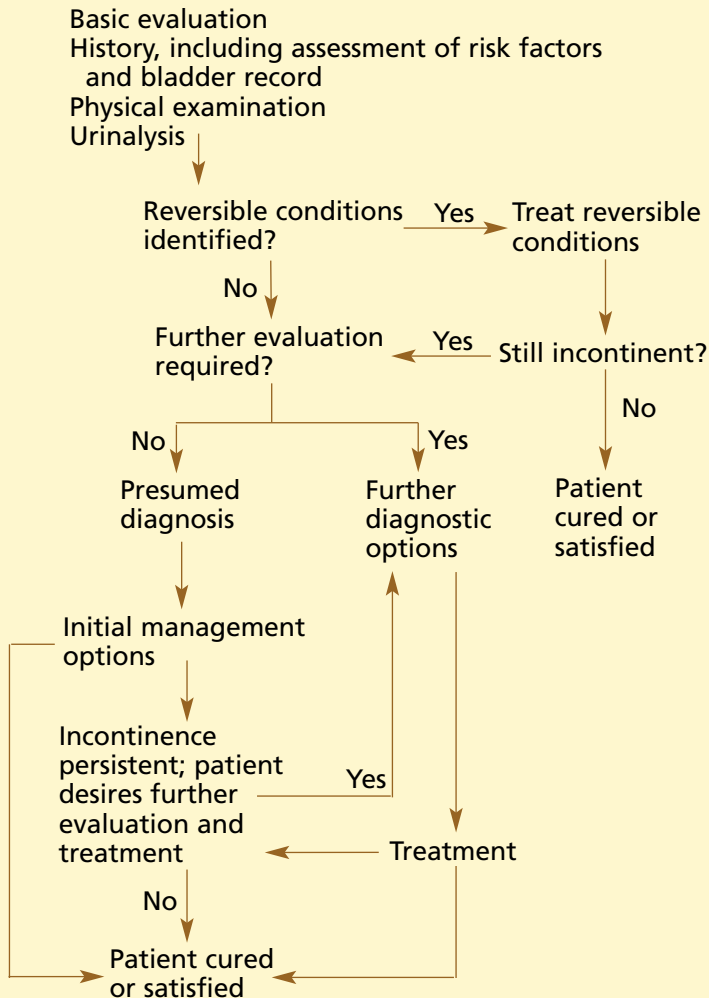 Basic evaluation
History, including assessment of risk factors
and bladder record
Physical examination
Urinalysis
Reversible conditions
identified?
Yes
Treat reversible
conditions
No
Further evaluation
required?
Yes
Still incontinent?
No
No
Yes
Presumed
diagnosis
Further
diagnostic
options
Patient
cured or
satisfied
Initial management
options
Incontinence
persistent; patient
desires further
evaluation and
treatment
Yes
Treatment
No
Patient cured
or satisfied